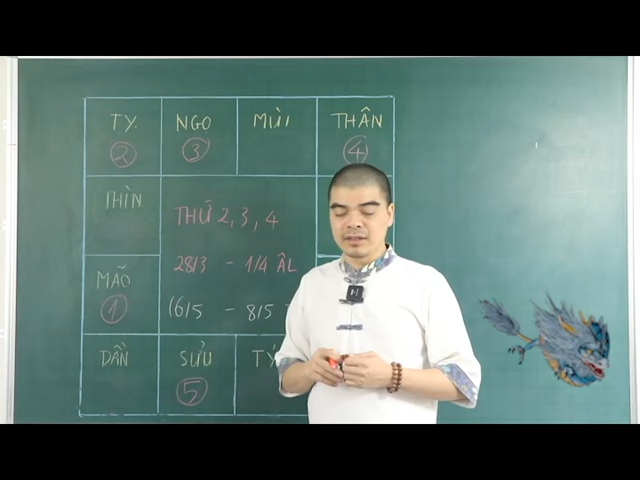 TỴ
NGỌ
MÙI
THÂN
2
3
4
THÌN
THỨ 2, 3, 4
28/3 - 1/4 ÂL
MÃO
1
(6/5 - 8/5
DẦN
SỬU
TÝ
5